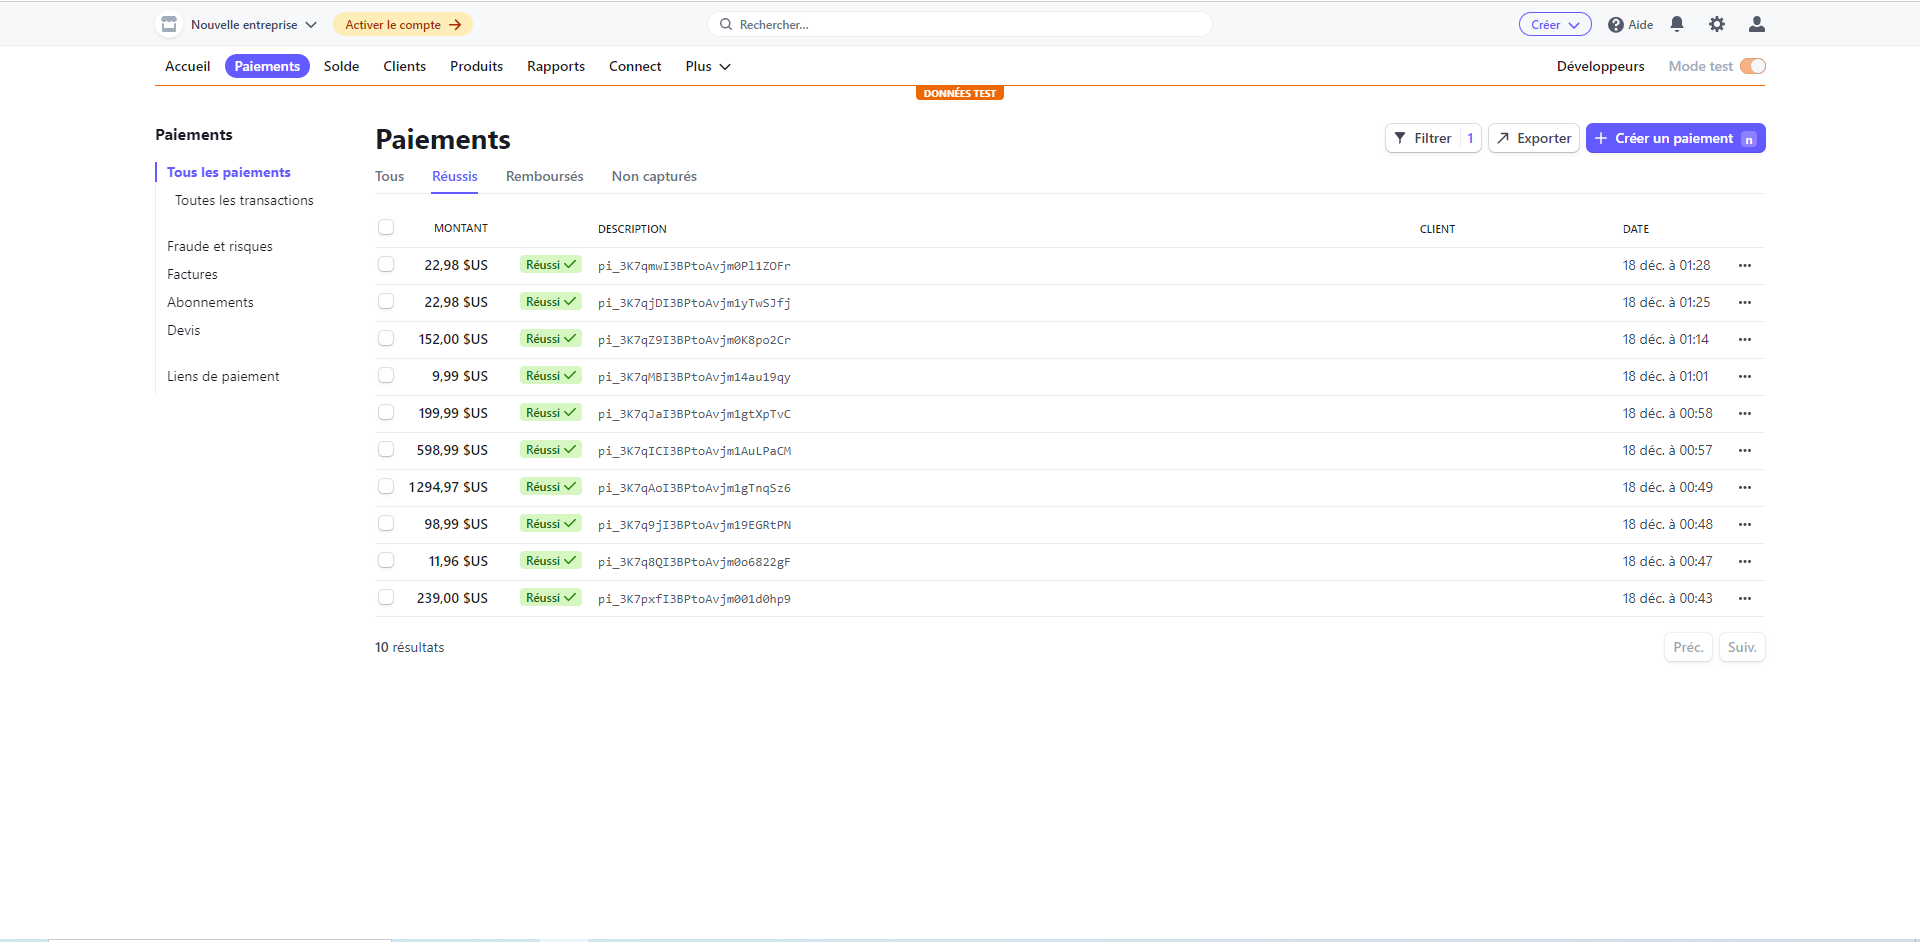 Nouvelle entreprise
Activer le compte →
Rechercher...
Créer
Aide
Accueil Paiements Solde Clients Produits Rapports Connect Plus
Développeurs Mode test
DONNÉES TEST
Paiements
Tous les paiements
Toutes les transactions
Fraude et risques
Factures
Abonnements
Devis
Liens de paiement
Paiements
Filtrer 1
Exporter
+ Créer un paiement n
Tous Réussis Remboursés Non capturés
MONTANT DESCRIPTION CLIENT DATE
22,98 $US Réussi ✓ pi_3K7qmwI3BPtoAvjm0Pl1ZOFr 18 déc. à 01:28 •••
22,98 $US Réussi ✓ pi_3K7qjDI3BPtoAvjm1yTwSJfj 18 déc. à 01:25 •••
152,00 $US Réussi ✓ pi_3K7qZ9I3BPtoAvjm0K8po2Cr 18 déc. à 01:14 •••
9,99 $US Réussi ✓ pi_3K7qMBI3BPtoAvjm14au19qy 18 déc. à 01:01 •••
199,99 $US Réussi ✓ pi_3K7qJaI3BPtoAvjm1gtXpTvC 18 déc. à 00:58 •••
598,99 $US Réussi ✓ pi_3K7qICI3BPtoAvjm1AuLPaCM 18 déc. à 00:57 •••
1 294,97 $US Réussi ✓ pi_3K7qAoI3BPtoAvjm1gTnqSz6 18 déc. à 00:49 •••
98,99 $US Réussi ✓ pi_3K7q9jI3BPtoAvjm19EGRtPN 18 déc. à 00:48 •••
11,96 $US Réussi ✓ pi_3K7q8QI3BPtoAvjm0o6822gF 18 déc. à 00:47 •••
239,00 $US Réussi ✓ pi_3K7pxfI3BPtoAvjm001d0hp9 18 déc. à 00:43 •••
10 résultats
Préc. Suiv.